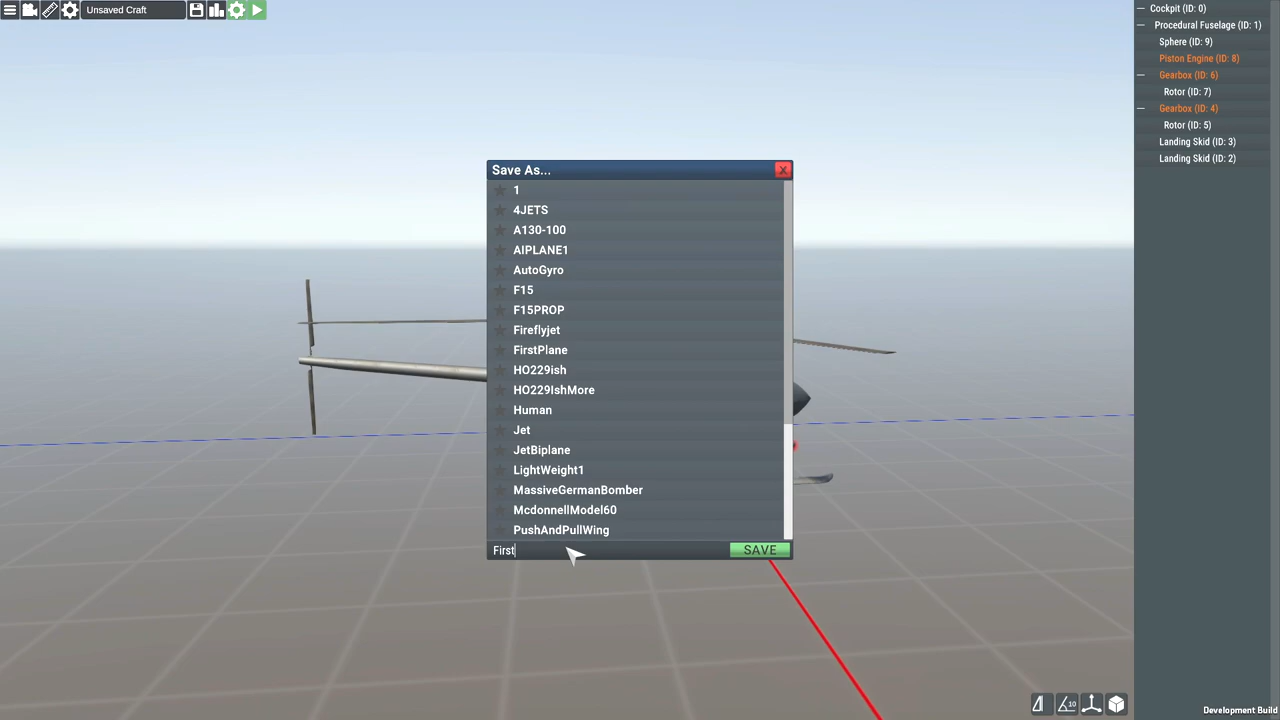 Unsaved Craft
Cockpit (ID: 0)
Procedural Fuselage (ID: 1)
Sphere (ID: 9)
Piston Engine (ID: 8)
Gearbox (ID: 6)
Rotor (ID: 7)
Gearbox (ID: 4)
Rotor (ID: 5)
Landing Skid (ID: 3)
Landing Skid (ID: 2)
Save As...
X
1
4JETS
A130-100
AIPLANE1
AutoGyro
F15
F15PROP
Fireflyjet
FirstPlane
HO229ish
HO229IshMore
Human
Jet
JetBiplane
LightWeight1
MassiveGermanBomber
McdonnellModel60
PushAndPullWing
First
SAVE
10
Development Build